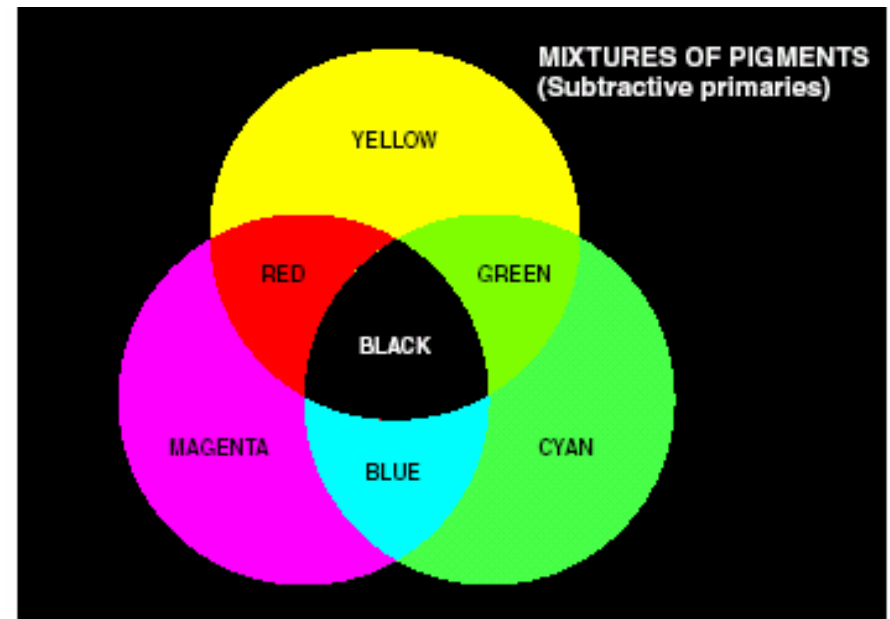 MIXTURES OF PIGMENTS
(Subtractive primaries)
YELLOW
RED
GREEN
BLACK
MAGENTA
CYAN
BLUE